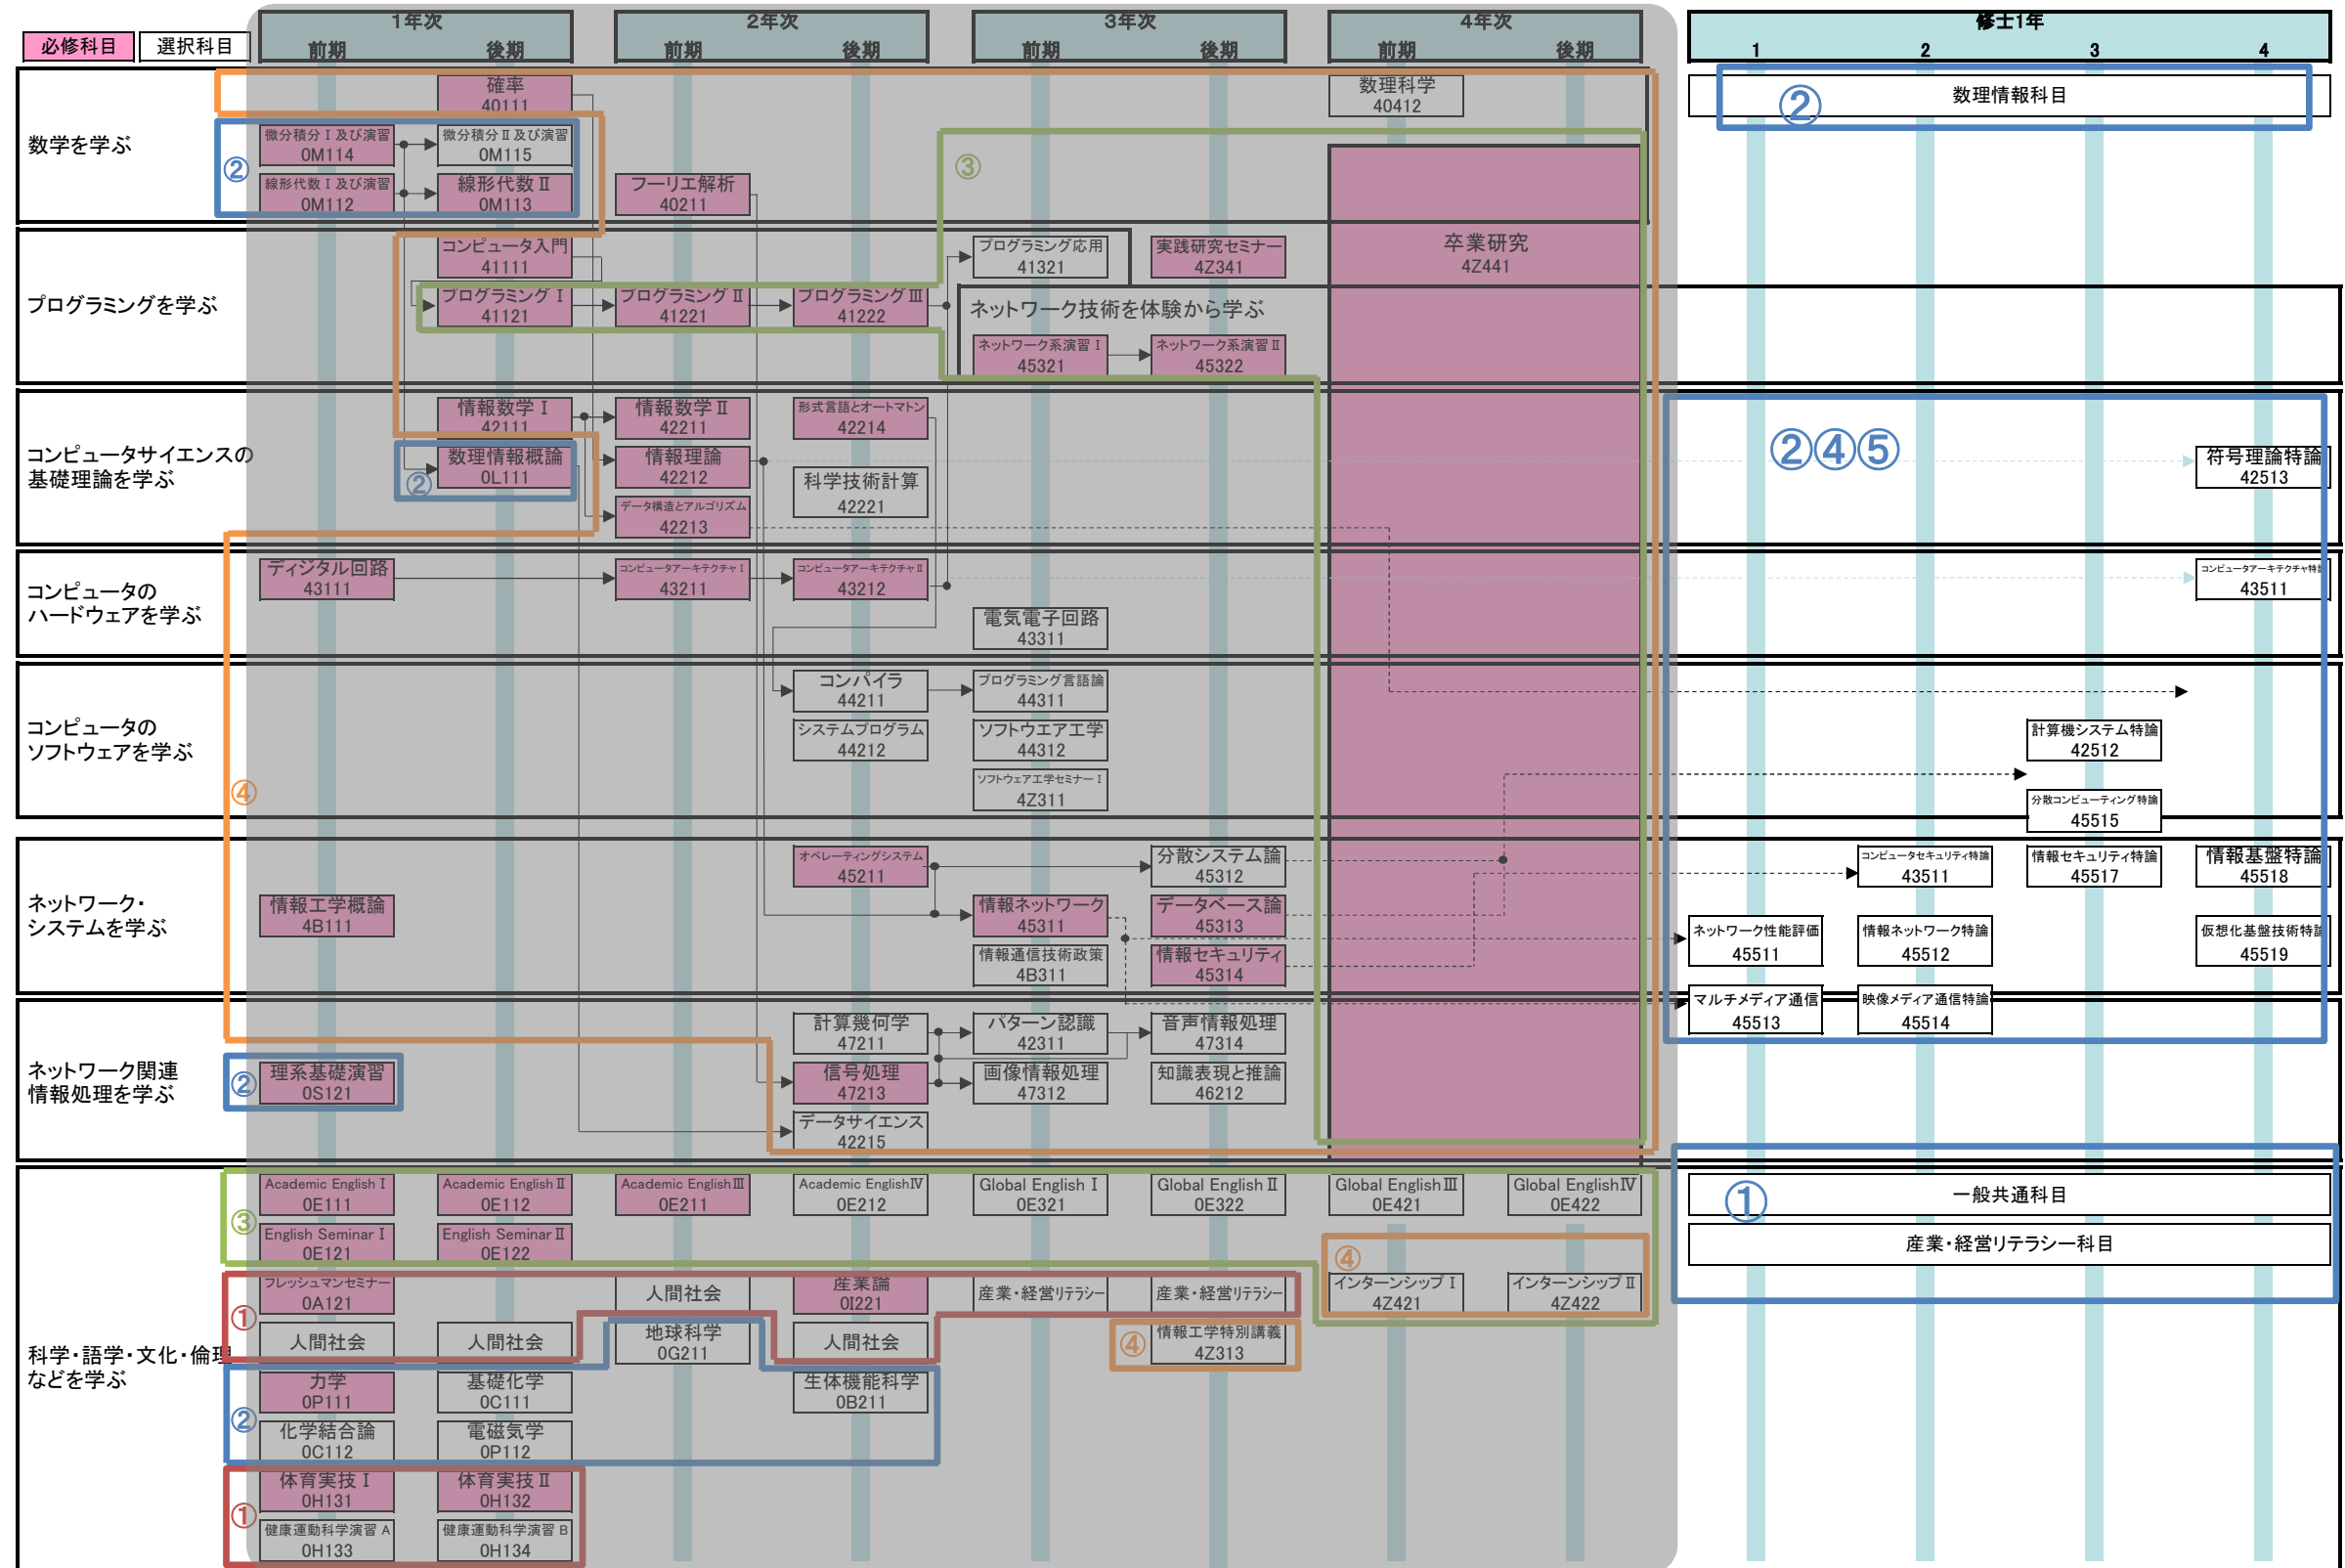 必修科目 選択科目
1年次 2年次 3年次 4年次 修士1年
前期 後期 前期 後期 前期 後期 前期 後期 1 2 3 4
数学を学ぶ
確率
40111
数理科学
40412
数理情報科目
②
微分積分Ⅰ及び演習
0M114
微分積分Ⅱ及び演習
0M115
②
③
線形代数Ⅰ及び演習
0M112
線形代数Ⅱ
0M113
フーリエ解析
40211
プログラミングを学ぶ
コンピュータ入門
41111
プログラミング応用
41321
実践研究セミナー
4Z341
卒業研究
4Z441
プログラミングⅠ
41121
プログラミングⅡ
41221
プログラミングⅢ
41222
ネットワーク技術を体験から学ぶ
ネットワーク系演習Ⅰ
45321
ネットワーク系演習Ⅱ
45322
コンピュータサイエンスの
基礎理論を学ぶ
情報数学Ⅰ
42111
情報数学Ⅱ
42211
形式言語とオートマトン
42214
②④⑤
数理情報概論
0L111
②
情報理論
42212
科学技術計算
42221
符号理論特論
42513
データ構造とアルゴリズム
42213
コンピュータの
ハードウェアを学ぶ
ディジタル回路
43111
コンピュータアーキテクチャⅠ
43211
コンピュータアーキテクチャⅡ
43212
コンピュータアーキテクチャ特
43511
電気電子回路
43311
コンピュータの
ソフトウェアを学ぶ
コンパイラ
44211
プログラミング言語論
44311
システムプログラム
44212
ソフトウエア工学
44312
計算機システム特論
42512
ソフトウェア工学セミナーⅠ
4Z311
④
分散コンピューティング特論
45515
ネットワーク・
システムを学ぶ
オペレーティングシステム
45211
分散システム論
45312
コンピュータセキュリティ特論
43511
情報セキュリティ特論
45517
情報基盤特論
45518
情報工学概論
4B111
情報ネットワーク
45311
データベース論
45313
ネットワーク性能評価
45511
情報ネットワーク特論
45512
仮想化基盤技術特論
45519
情報通信技術政策
4B311
情報セキュリティ
45314
マルチメディア通信
45513
映像メディア通信特論
45514
ネットワーク関連
情報処理を学ぶ
計算幾何学
47211
パターン認識
42311
音声情報処理
47314
②
理系基礎演習
0S121
信号処理
47213
画像情報処理
47312
知識表現と推論
46212
データサイエンス
42215
科学・語学・文化・倫理
などを学ぶ
Academic EnglishⅠ
0E111
Academic EnglishⅡ
0E112
Academic EnglishⅢ
0E211
Academic EnglishⅣ
0E212
Global EnglishⅠ
0E321
Global EnglishⅡ
0E322
Global EnglishⅢ
0E421
Global EnglishⅣ
0E422
①
一般共通科目
③
English SeminarⅠ
0E121
English SeminarⅡ
0E122
④
産業・経営リテラシー科目
フレッシュマンセミナー
0A121
人間社会
産業論
0I221
産業・経営リテラシー
産業・経営リテラシー
インターンシップⅠ
4Z421
インターンシップⅡ
4Z422
①
人間社会
人間社会
地球科学
0G211
人間社会
④
情報工学特別講義
4Z313
力学
0P111
基礎化学
0C111
生体機能科学
0B211
②
化学結合論
0C112
電磁気学
0P112
体育実技Ⅰ
0H131
体育実技Ⅱ
0H132
①
健康運動科学演習A
0H133
健康運動科学演習B
0H134